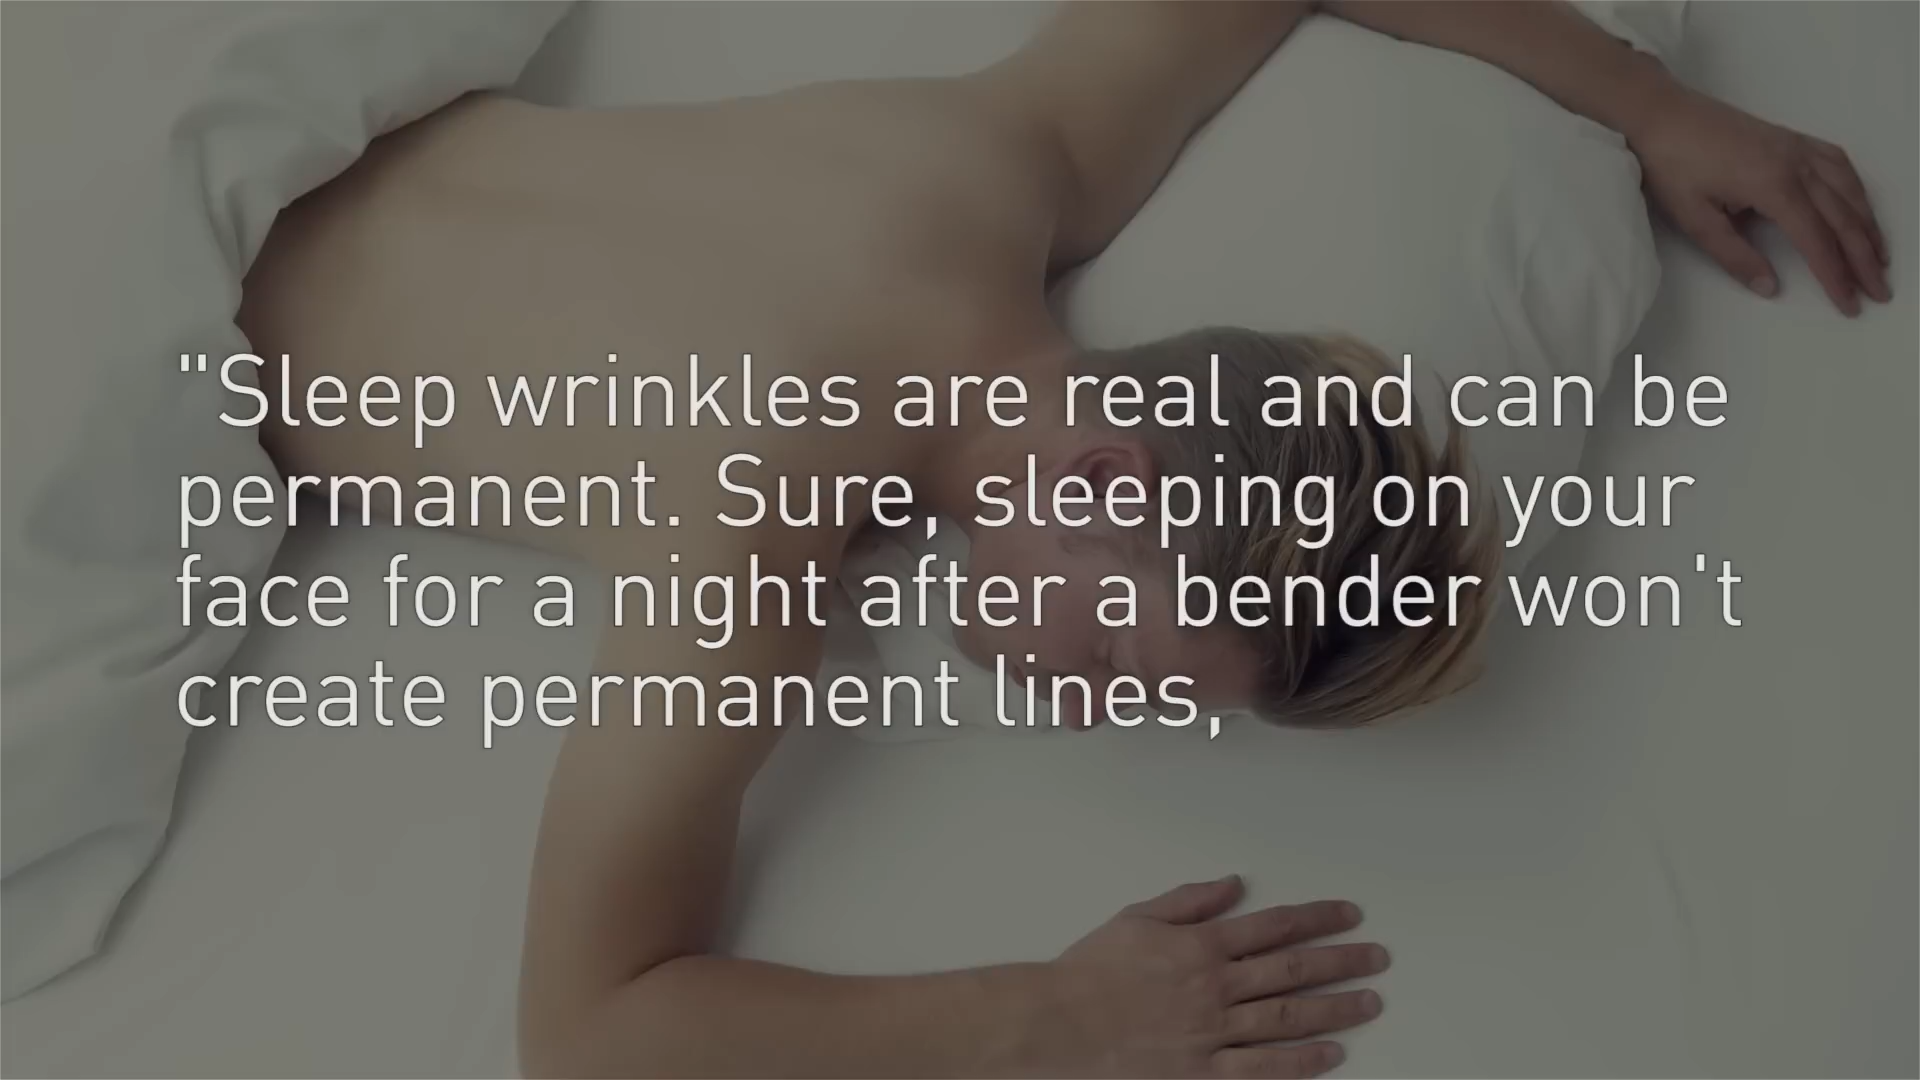 "Sleep wrinkles are real and can be
permanent. Sure, sleeping on your
face for a night after a bender won't
create permanent lines,